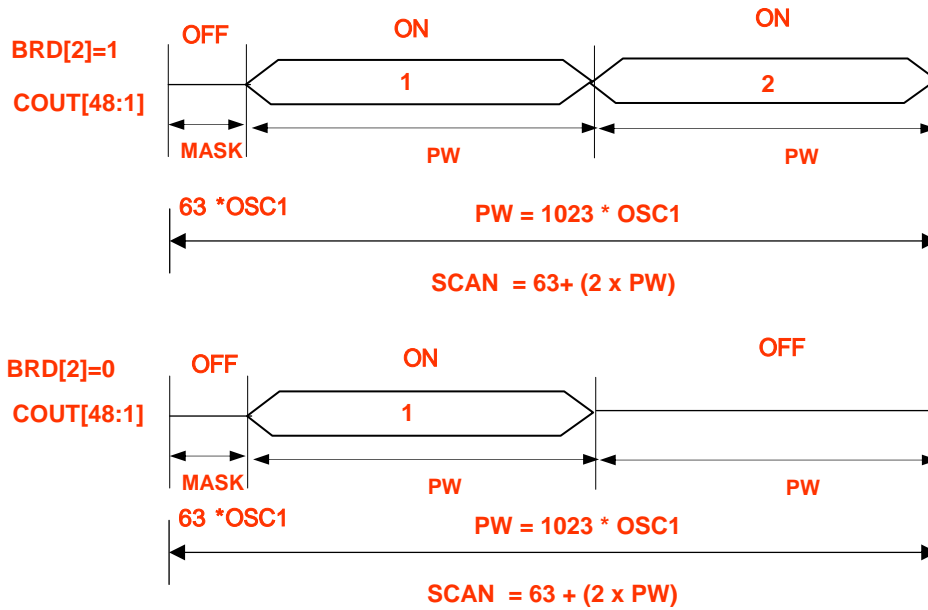 OFF
ON
ON
BRD[2]=1
COUT[48:1]
1
2
MASK
PW
PW
63 *OSC1
PW = 1023 * OSC1
SCAN = 63+ (2 x PW)
OFF
ON
OFF
BRD[2]=0
COUT[48:1]
1
MASK
PW
PW
63 *OSC1
PW = 1023 * OSC1
SCAN = 63 + (2 x PW)